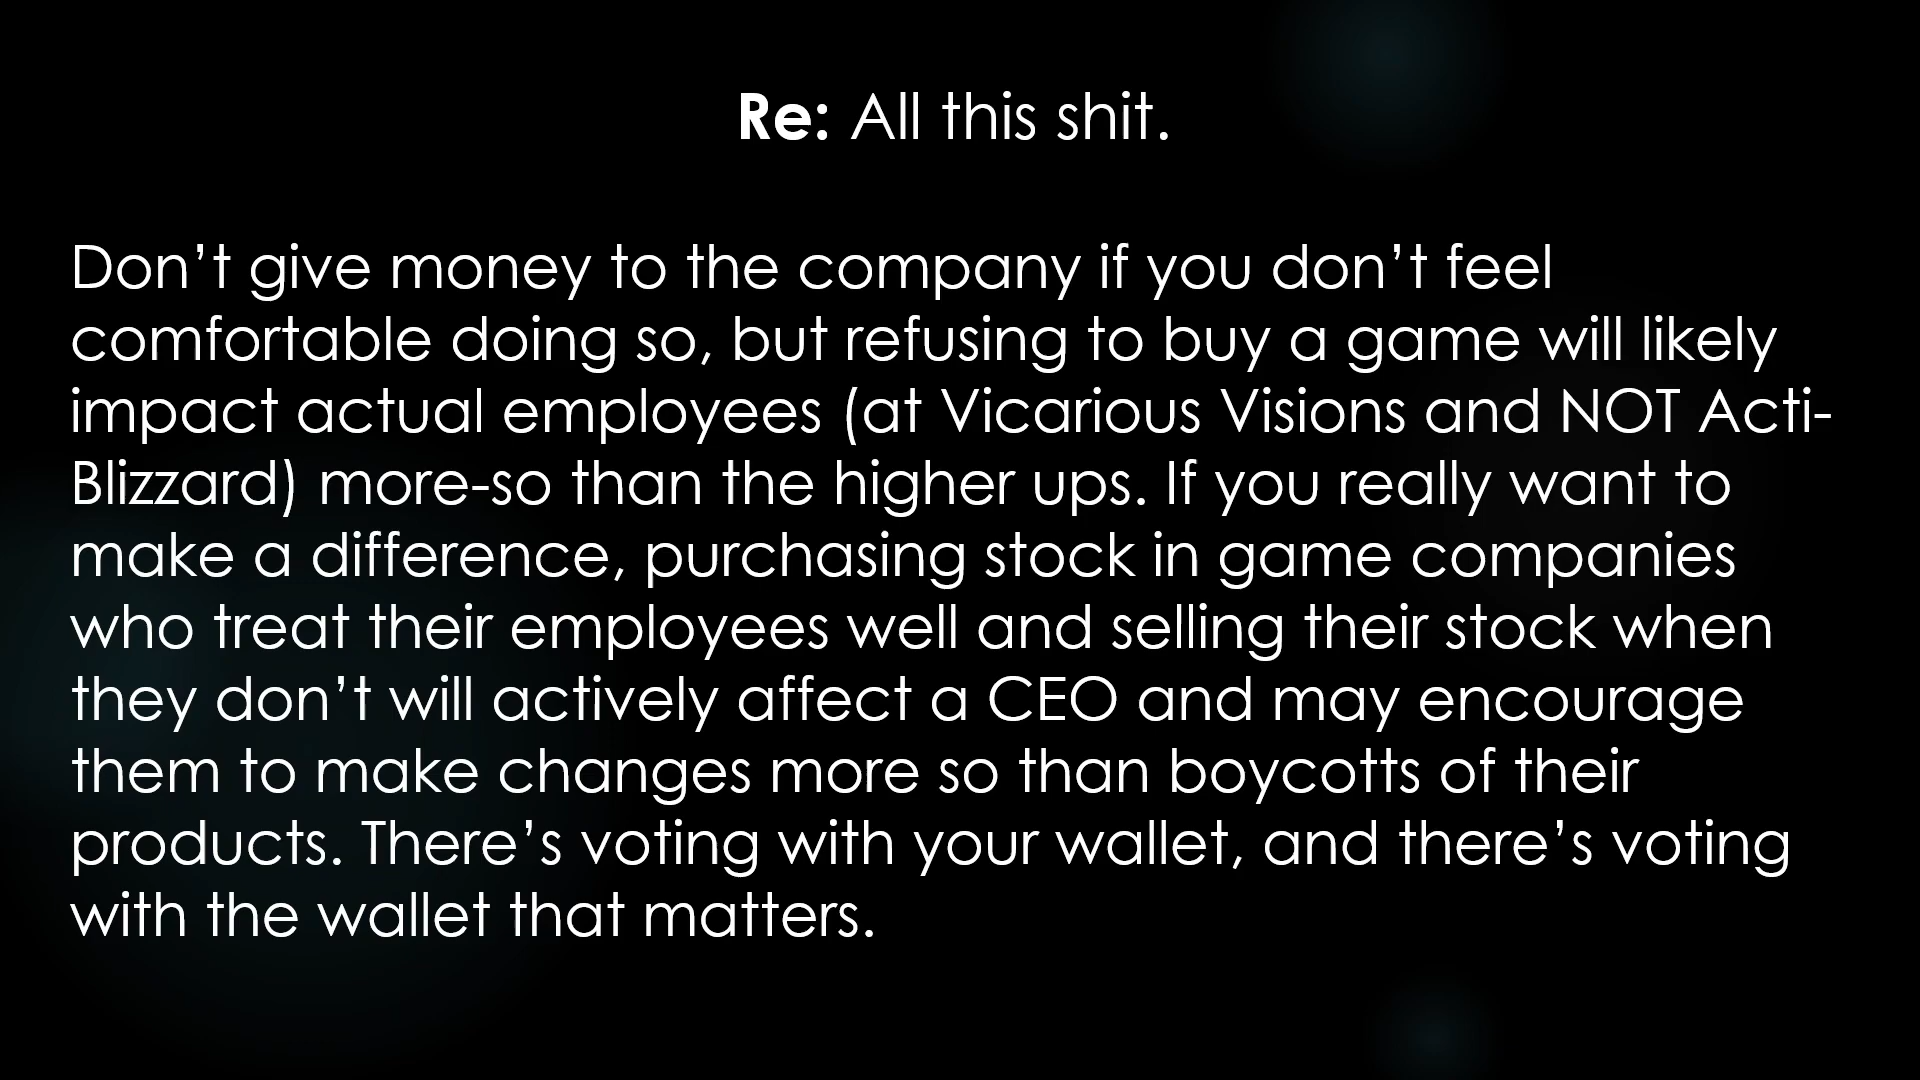 Re: All this shit.
Don’t give money to the company if you don’t feel
comfortable doing so, but refusing to buy a game will likely
impact actual employees (at Vicarious Visions and NOT Acti-
Blizzard) more-so than the higher ups. If you really want to
make a difference, purchasing stock in game companies
who treat their employees well and selling their stock when
they don’t will actively affect a CEO and may encourage
them to make changes more so than boycotts of their
products. There’s voting with your wallet, and there’s voting
with the wallet that matters.